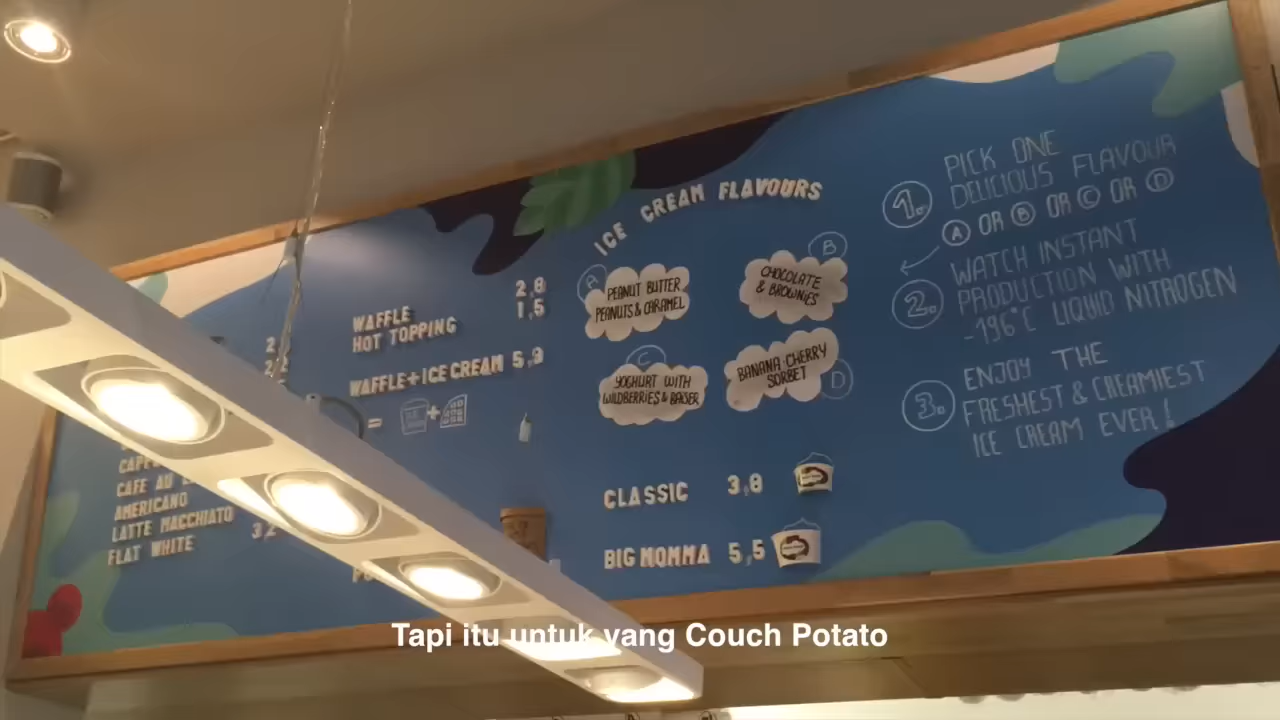 WAFFLE 2,8
HOT TOPPING 1,5
WAFFLE+ICE CREAM 5,9
=
+
CAFE AU
AMERICANO
LATTE MACCHIATO 3,2
FLAT WHITE
ICE CREAM FLAVOURS
A
PEANUT BUTTER
PEANUTS & CARAMEL
B
CHOCOLATE
& BROWNIES
C
YOGHURT WITH
WILDBERRIES & BAISER
BANANA-CHERRY
SORBET
D
CLASSIC 3,8
BIG MOMMA 5,5
1. PICK ONE
DELICIOUS FLAVOUR
A OR B OR C OR D
2. WATCH INSTANT
PRODUCTION WITH
-196°C LIQUID NITROGEN
3. ENJOY THE
FRESHEST & CREAMIEST
ICE CREAM EVER!
Tapi itu untuk yang Couch Potato